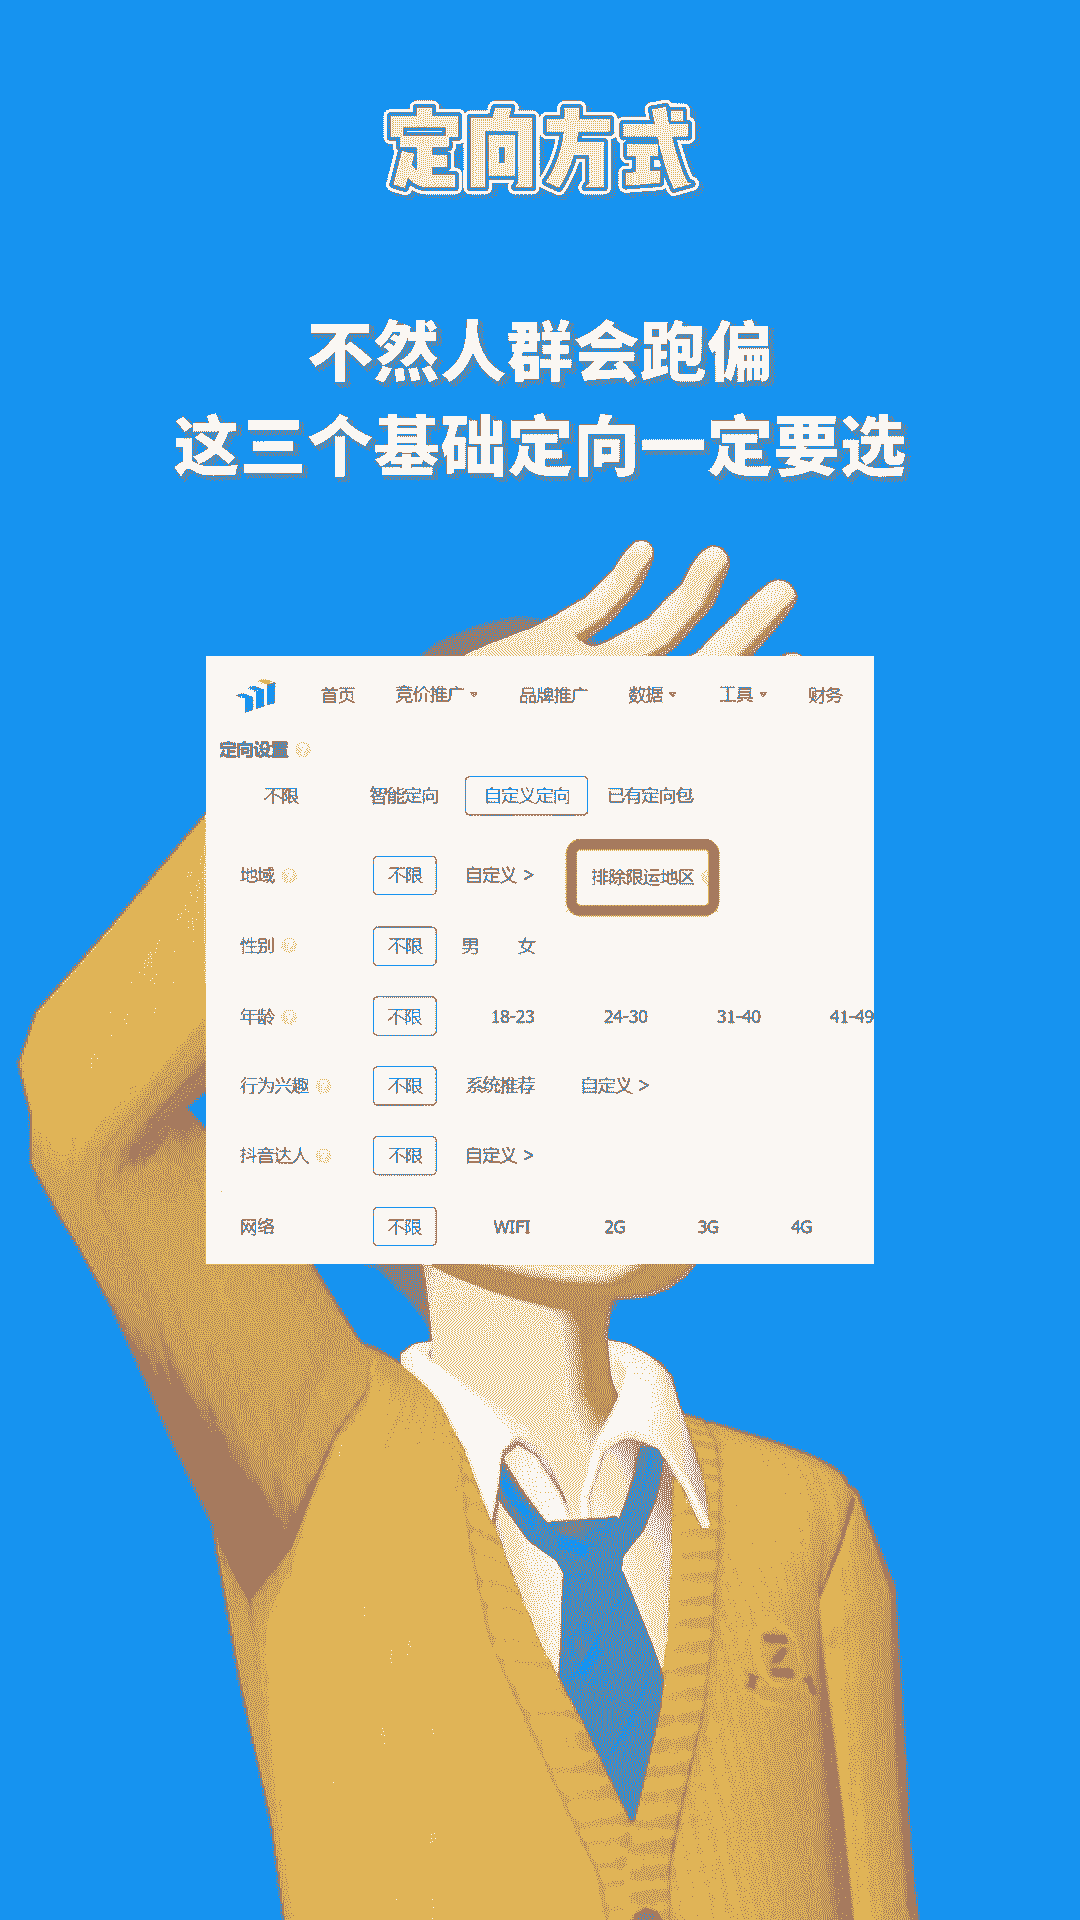 定向方式
不然人群会跑偏
这三个基础定向一定要选
首页 竞价推广 品牌推广 数据 工具 财务
定向设置
不限 智能定向 自定义定向 已有定向包
地域 不限 自定义 > 排除限运地区
性别 不限 男 女
年龄 不限 18-23 24-30 31-40 41-49
行为兴趣 不限 系统推荐 自定义 >
抖音达人 不限 自定义 >
网络 不限 WIFI 2G 3G 4G